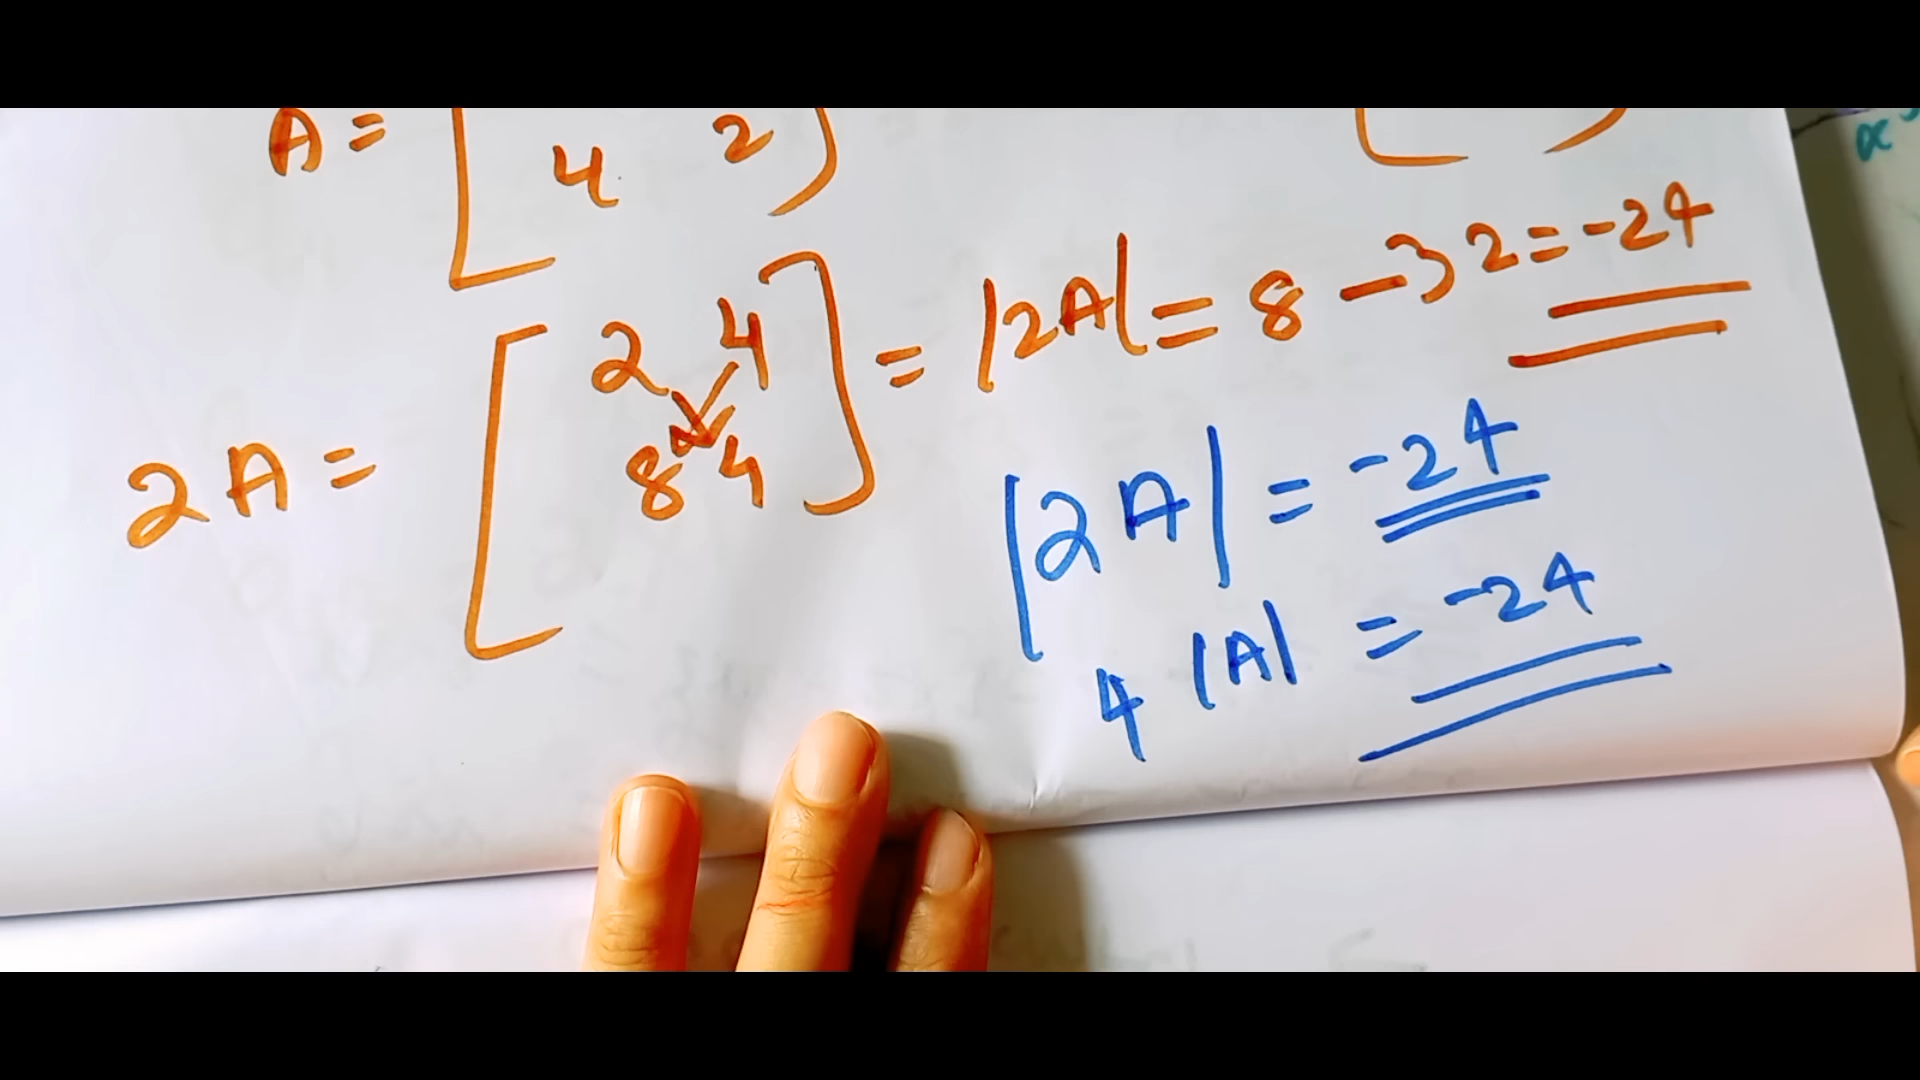 A = [ 4 2 ]
2A = [ 2 4
8 4 ] = |2A| = 8 - 32 = -24
|2A| = -24
4 |A| = -24